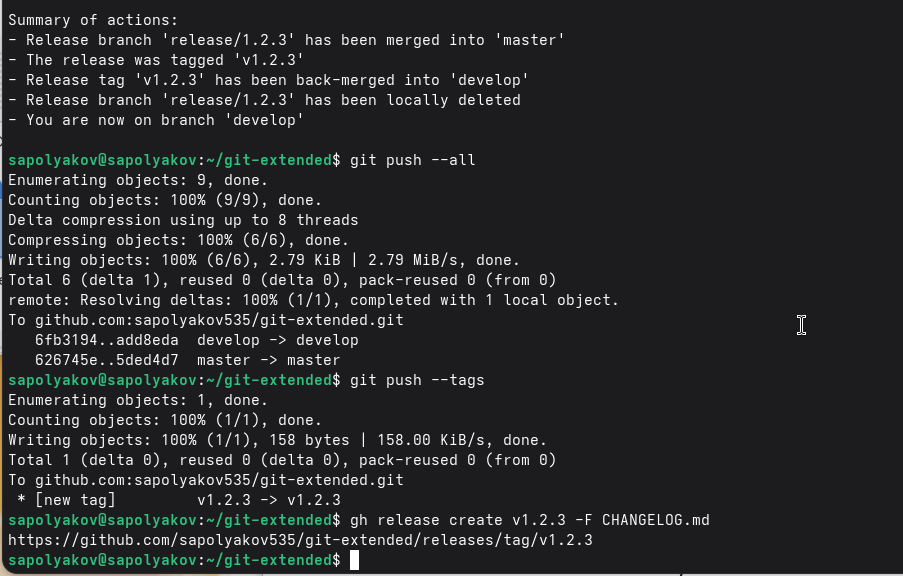 Summary of actions:
- Release branch 'release/1.2.3' has been merged into 'master'
- The release was tagged 'v1.2.3'
- Release tag 'v1.2.3' has been back-merged into 'develop'
- Release branch 'release/1.2.3' has been locally deleted
- You are now on branch 'develop'

sapolyakov@sapolyakov:~/git-extended$ git push --all
Enumerating objects: 9, done.
Counting objects: 100% (9/9), done.
Delta compression using up to 8 threads
Compressing objects: 100% (6/6), done.
Writing objects: 100% (6/6), 2.79 KiB | 2.79 MiB/s, done.
Total 6 (delta 1), reused 0 (delta 0), pack-reused 0 (from 0)
remote: Resolving deltas: 100% (1/1), completed with 1 local object.
To github.com:sapolyakov535/git-extended.git
   6fb3194..add8eda  develop -> develop
   626745e..5ded4d7  master -> master
sapolyakov@sapolyakov:~/git-extended$ git push --tags
Enumerating objects: 1, done.
Counting objects: 100% (1/1), done.
Writing objects: 100% (1/1), 158 bytes | 158.00 KiB/s, done.
Total 1 (delta 0), reused 0 (delta 0), pack-reused 0 (from 0)
To github.com:sapolyakov535/git-extended.git
 * [new tag]         v1.2.3 -> v1.2.3
sapolyakov@sapolyakov:~/git-extended$ gh release create v1.2.3 -F CHANGELOG.md
https://github.com/sapolyakov535/git-extended/releases/tag/v1.2.3
sapolyakov@sapolyakov:~/git-extended$